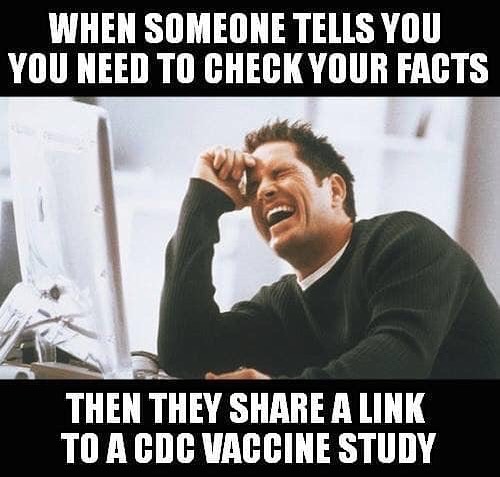 WHEN SOMEONE TELLS YOU
YOU NEED TO CHECK YOUR FACTS
THEN THEY SHARE A LINK
TO A CDC VACCINE STUDY